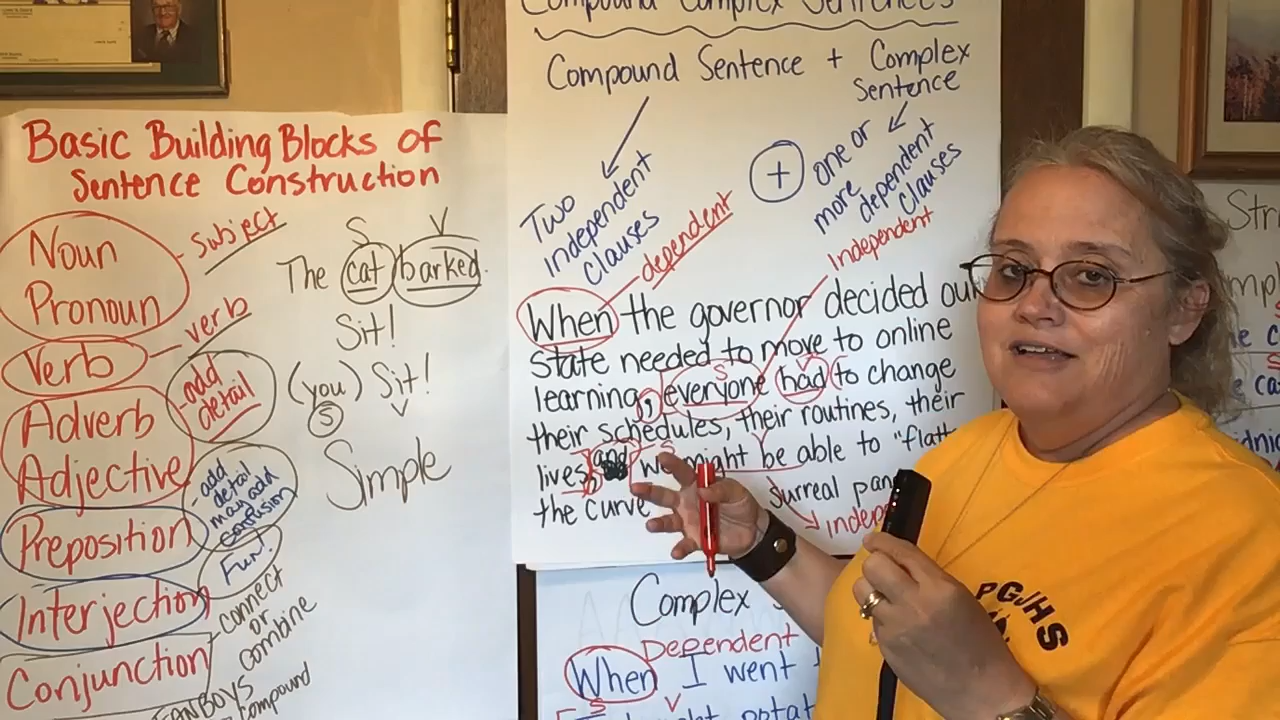 Compound Complex Sentences
Compound Sentence + Complex
Sentence
Two
independent
clauses
+
one or
more
dependent
clauses
dependent
Independent
When the governor decided our
state needed to move to online
S V
learning, everyone had to change
their schedules, their routines, their
S V
lives, and we might be able to "flatt
the curve
surreal pan
indep
Basic Building Blocks of
Sentence Construction
Noun
Pronoun
- subject
Verb
- verb
Adverb
Adjective
-add
detail
Preposition
-add
detail
may add
confusion
Interjection
Fun!
Conjunction
- connect
or
combine
FANBOYS
compound
S V
The cat barked.
Sit!
(you) Sit!
S V
Simple
Complex
Dependent
When I went
S V
PGJHS